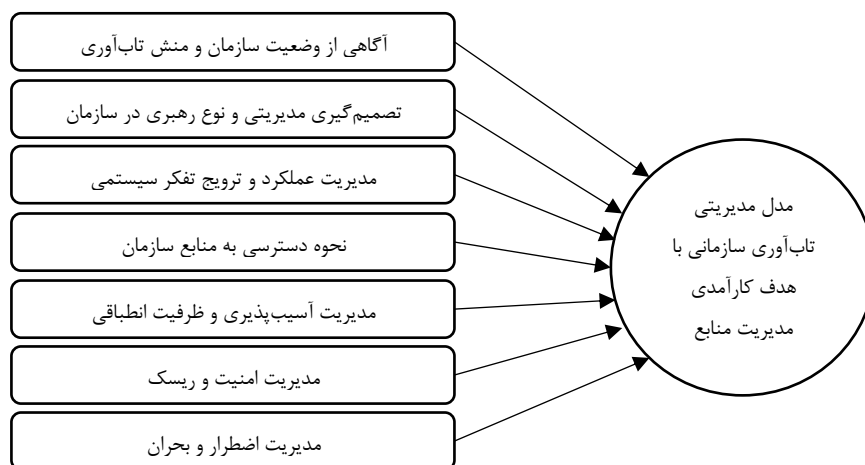 آگاهی از وضعیت سازمان و منش تاب‌آوری
تصمیم‌گیری مدیریتی و نوع رهبری در سازمان
مدیریت عملکرد و ترویج تفکر سیستمی
نحوه دسترسی به منابع سازمان
مدیریت آسیب‌پذیری و ظرفیت انطباقی
مدیریت امنیت و ریسک
مدیریت اضطرار و بحران
مدل مدیریتی
تاب‌آوری سازمانی با
هدف کارآمدی
مدیریت منابع